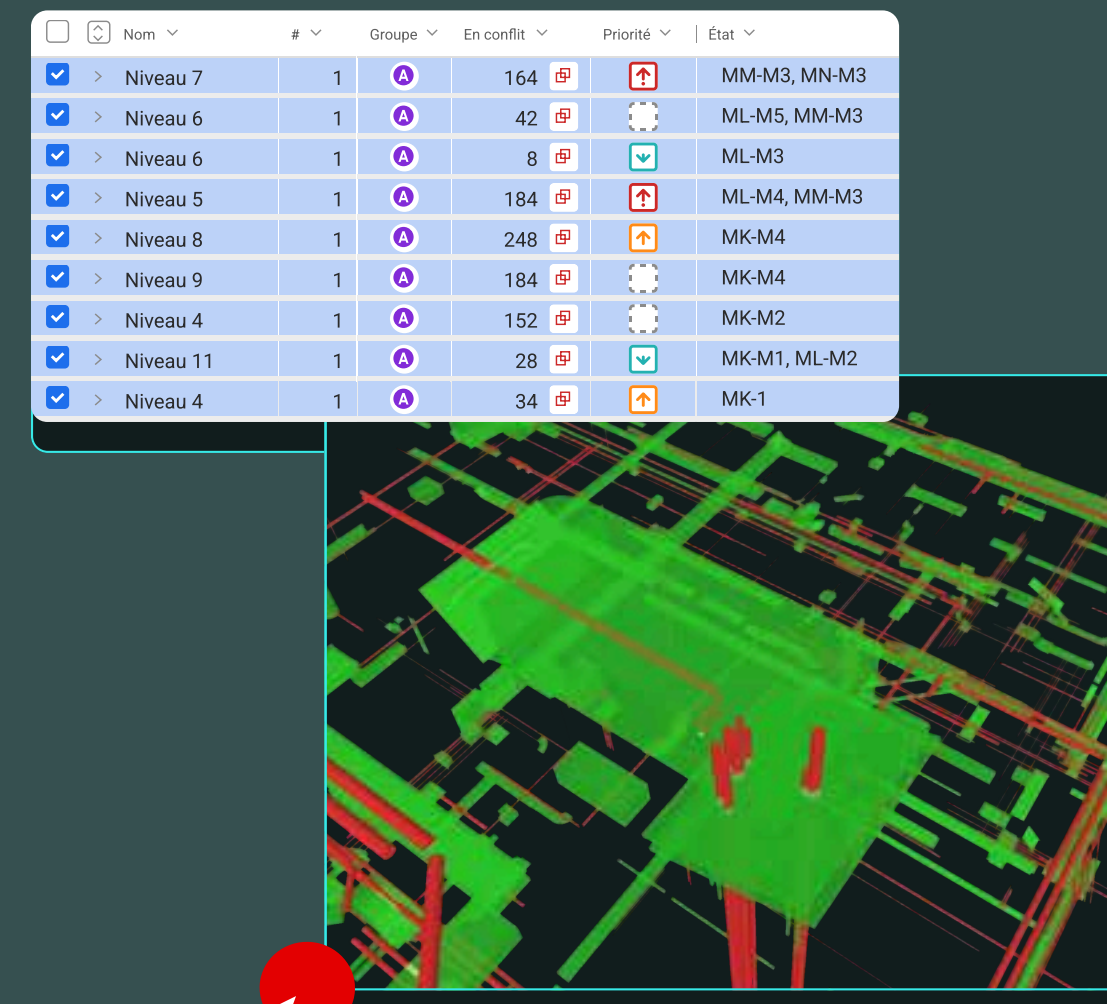 Nom # Groupe En conflit Priorité État
Niveau 7 1 A 164 MM-M3, MN-M3
Niveau 6 1 A 42 ML-M5, MM-M3
Niveau 6 1 A 8 ML-M3
Niveau 5 1 A 184 ML-M4, MM-M3
Niveau 8 1 A 248 MK-M4
Niveau 9 1 A 184 MK-M4
Niveau 4 1 A 152 MK-M2
Niveau 11 1 A 28 MK-M1, ML-M2
Niveau 4 1 A 34 MK-1